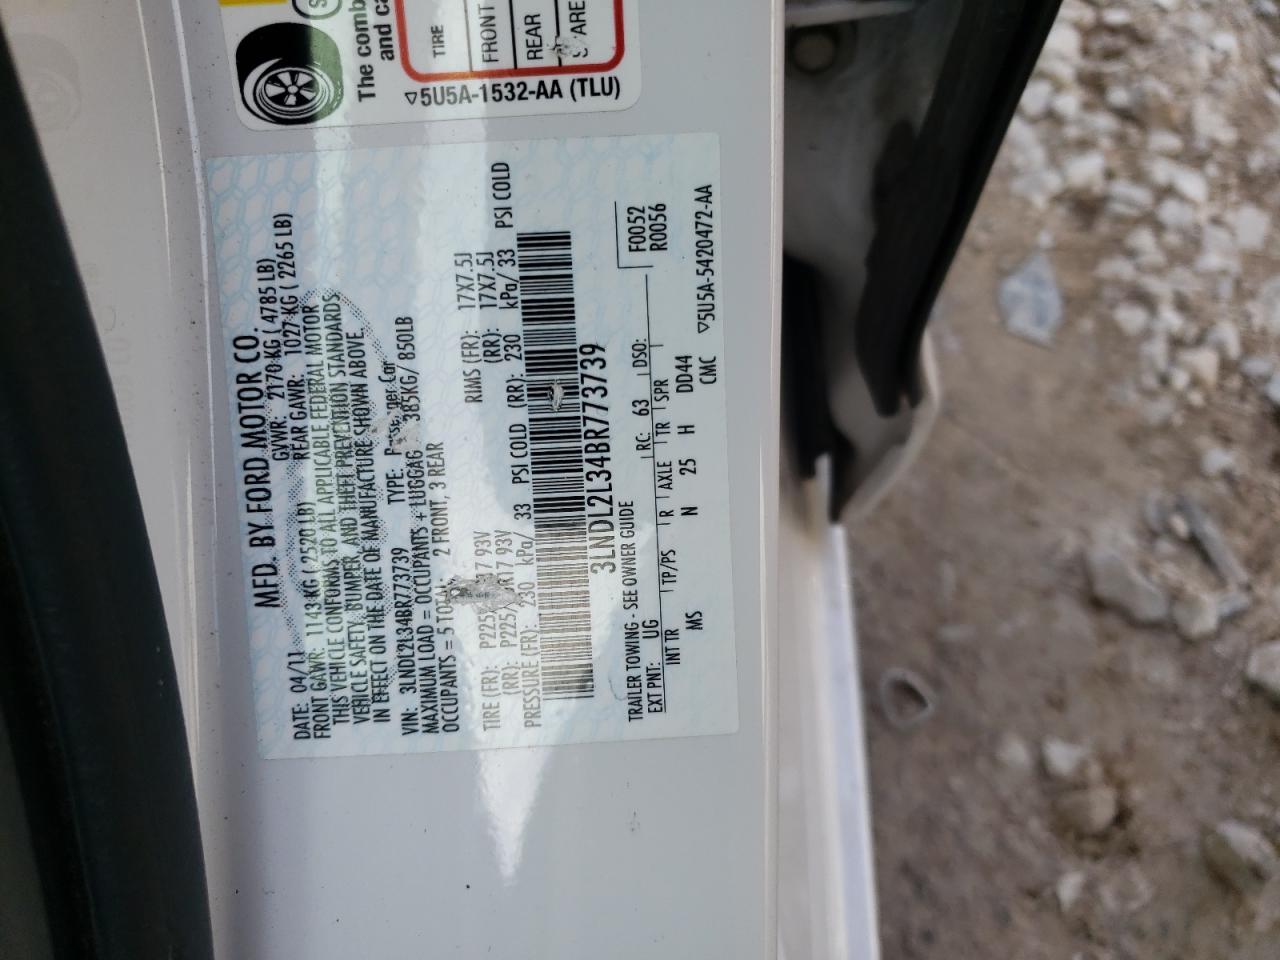 The comb
and ca
TIRE
FRONT
REAR
SPARE
▽5U5A-1532-AA (TLU)
MFD. BY FORD MOTOR CO.
DATE: 04/11 GVWR: 2170 KG ( 4785 LB)
FRONT GAWR: 1143 KG ( 2520 LB) REAR GAWR: 1027 KG ( 2265 LB)
THIS VEHICLE CONFORMS TO ALL APPLICABLE FEDERAL MOTOR
VEHICLE SAFETY, BUMPER, AND THEFT PREVENTION STANDARDS
IN EFFECT ON THE DATE OF MANUFACTURE SHOWN ABOVE.
VIN: 3LNDL2L34BR773739 TYPE: Passenger Car
MAXIMUM LOAD = OCCUPANTS + LUGGAG 385KG/ 850LB
OCCUPANTS = 5 TOTAL 2 FRONT, 3 REAR
TIRE (FR): P225/ 17 93V RIMS (FR): 17X7.5J
(RR): P225/ R17 93V (RR): 17X7.5J
PRESSURE (FR): 230 kPa/ 33 PSI COLD (RR): 230 kPa/ 33 PSI COLD
3LNDL2L34BR773739
TRAILER TOWING - SEE OWNER GUIDE F0052
EXT PNT: UG RC: 63 DSO: R0056
INT TR TP/PS R AXLE TR SPR
MS N 25 H DD44
CMC ▽5U5A-5420472-AA